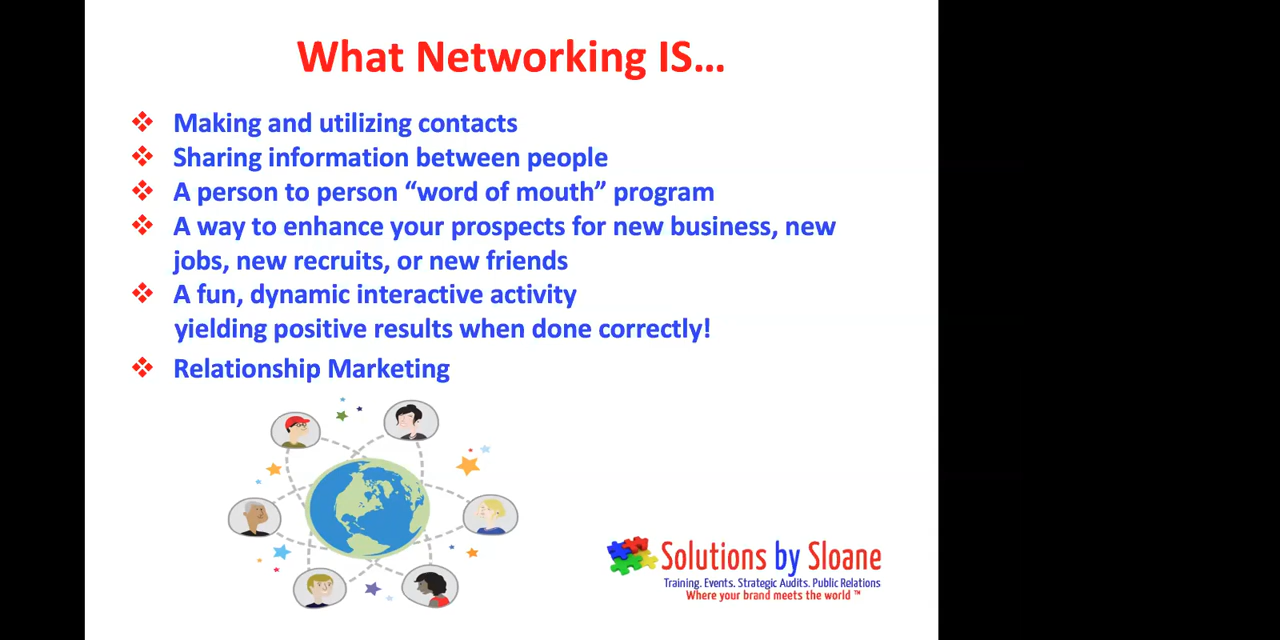 What Networking IS...
Making and utilizing contacts
Sharing information between people
A person to person “word of mouth” program
A way to enhance your prospects for new business, new
jobs, new recruits, or new friends
A fun, dynamic interactive activity
yielding positive results when done correctly!
Relationship Marketing
Solutions by Sloane
Training. Events. Strategic Audits. Public Relations
Where your brand meets the world ™